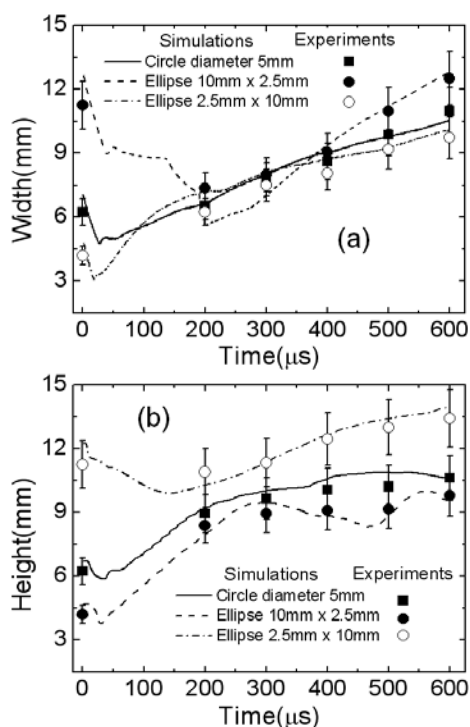 (a)
Simulations Experiments
Circle diameter 5mm
Ellipse 10mm x 2.5mm
Ellipse 2.5mm x 10mm
15
12
9
6
3
Width(mm)
0 100 200 300 400 500 600
Time(μs)
(b)
15
12
9
6
3
Height(mm)
Simulations Experiments
Circle diameter 5mm
Ellipse 10mm x 2.5mm
Ellipse 2.5mm x 10mm
0 100 200 300 400 500 600
Time(μs)